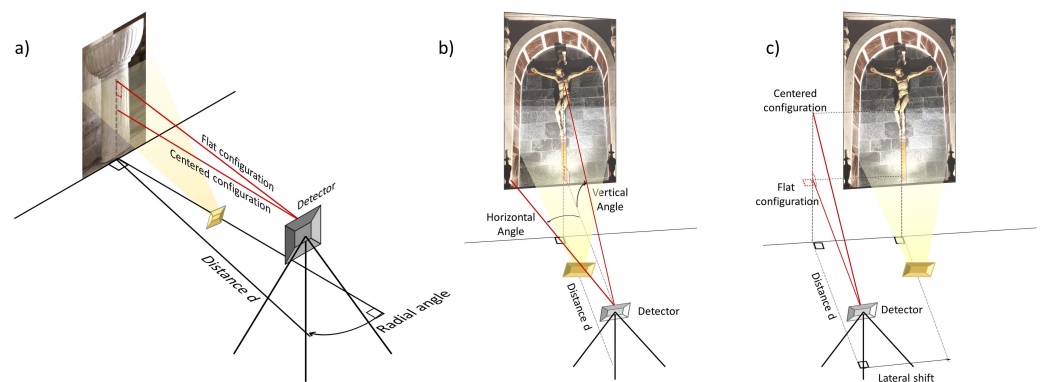 a)
Flat configuration
Centered configuration
Detector
Distance d
Radial angle
b)
Vertical
Angle
Horizontal
Angle
Distance d
Detector
c)
Centered
configuration
Flat
configuration
Distance d
Detector
Lateral shift